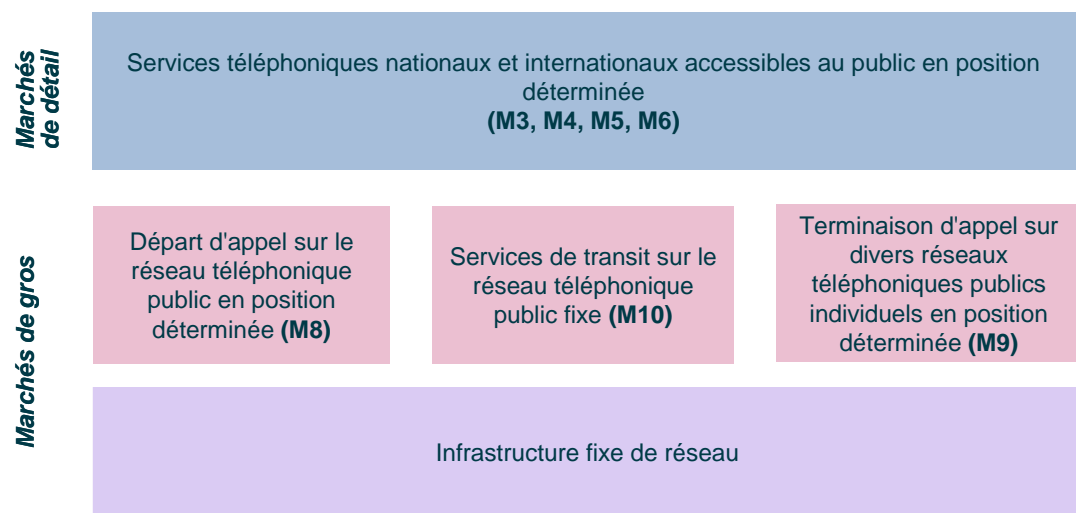 Marchés
de détail
Services téléphoniques nationaux et internationaux accessibles au public en position
déterminée
(M3, M4, M5, M6)
Marchés de gros
Départ d'appel sur le
réseau téléphonique
public en position
déterminée (M8)
Services de transit sur le
réseau téléphonique
public fixe (M10)
Terminaison d'appel sur
divers réseaux
téléphoniques publics
individuels en position
déterminée (M9)
Infrastructure fixe de réseau